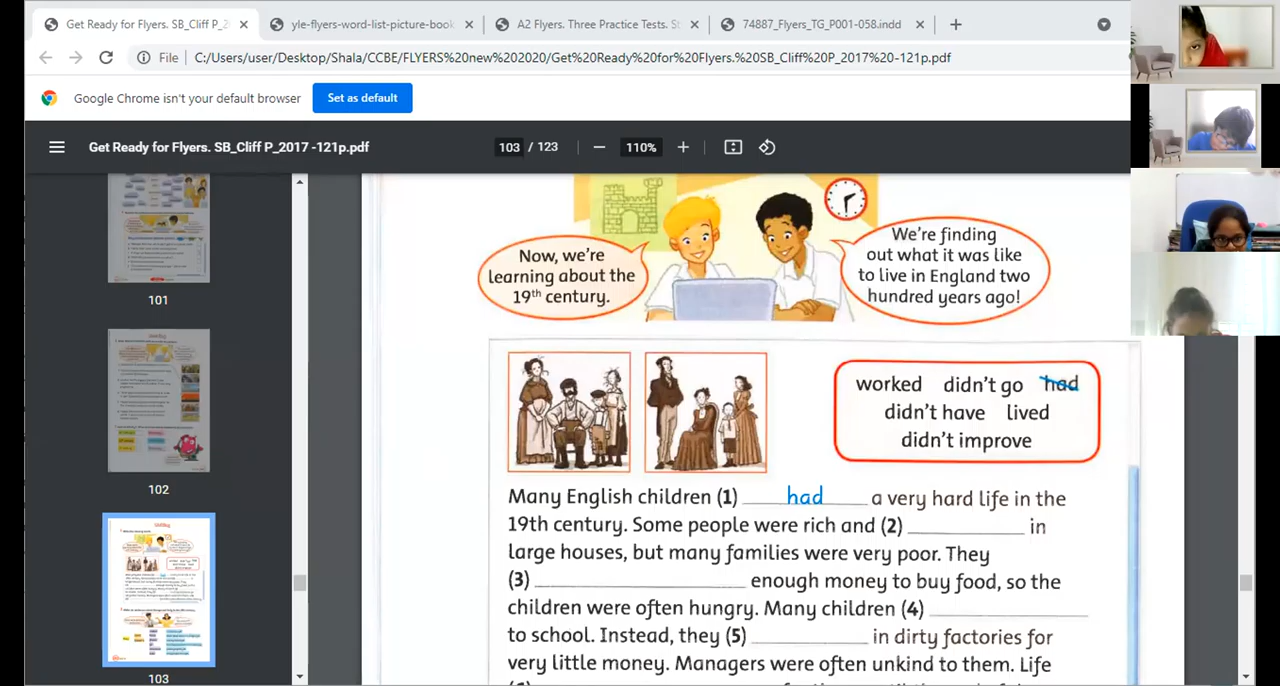 Get Ready for Flyers. SB_Cliff P_2
yle-flyers-word-list-picture-book
A2 Flyers. Three Practice Tests. S
74887_Flyers_TG_P001-058.indd
File
C:/Users/user/Desktop/Shala/CCBE/FLYERS%20new%202020/Get%20Ready%20for%20Flyers.%20SB_Cliff%20P_2017%20-121p.pdf
Google Chrome isn't your default browser
Set as default
Get Ready for Flyers. SB_Cliff P_2017 -121p.pdf
103 / 123
110%
101
102
103
Now, we're
learning about the
19th century.
We're finding
out what it was like
to live in England two
hundred years ago!
worked didn't go had
didn't have lived
didn't improve
Many English children (1) had a very hard life in the
19th century. Some people were rich and (2) ____________ in
large houses, but many families were very poor. They
(3) ____________ enough money to buy food, so the
children were often hungry. Many children (4) ____________
to school. Instead, they (5) ____________ in dirty factories for
very little money. Managers were often unkind to them. Life